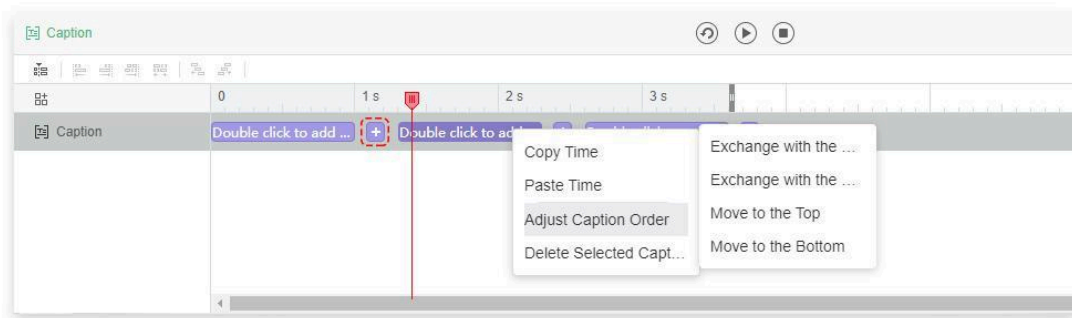 Caption
0 1 s 2 s 3 s
Caption
Double click to add ... + Double click to ad
Copy Time
Paste Time
Adjust Caption Order
Delete Selected Capt...
Exchange with the ...
Exchange with the ...
Move to the Top
Move to the Bottom